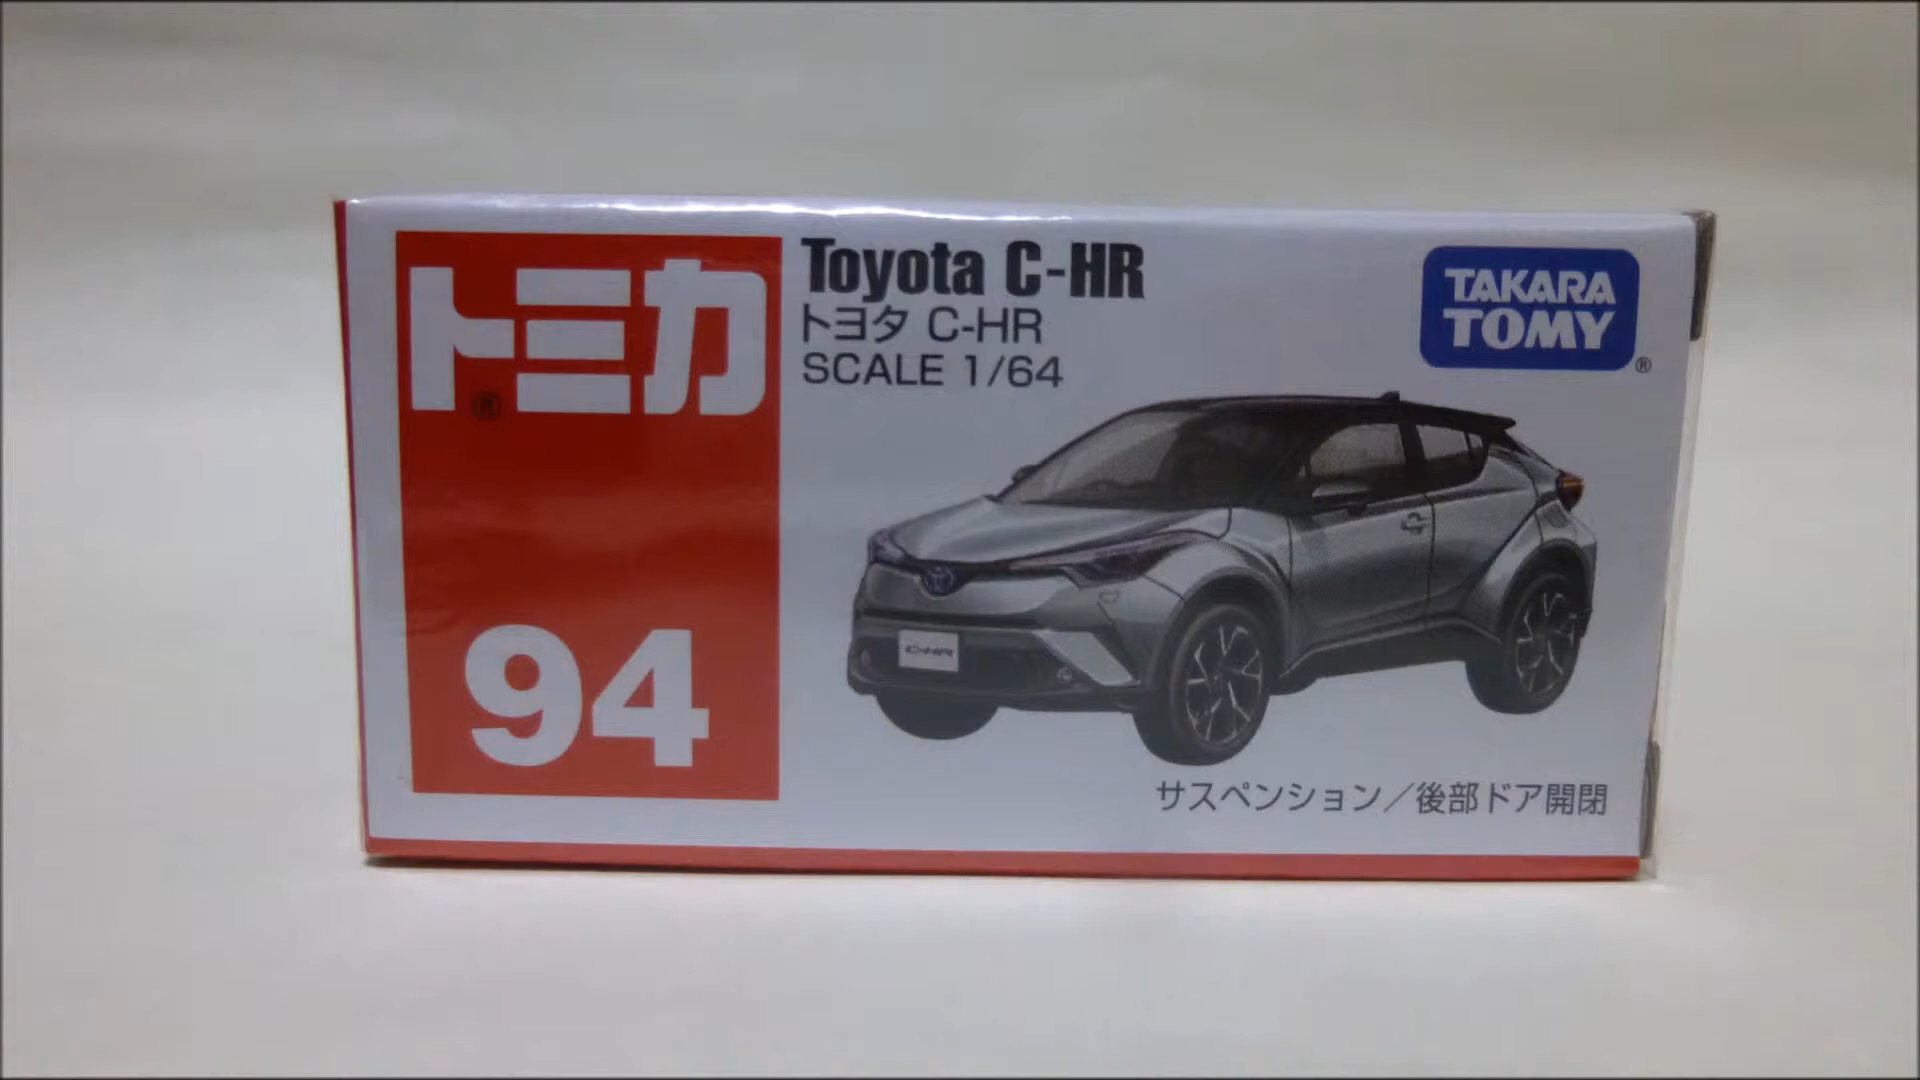 トミカ
®
94
Toyota C-HR
トヨタ C-HR
SCALE 1/64
TAKARA
TOMY
®
C-HR
サスペンション／後部ドア開閉